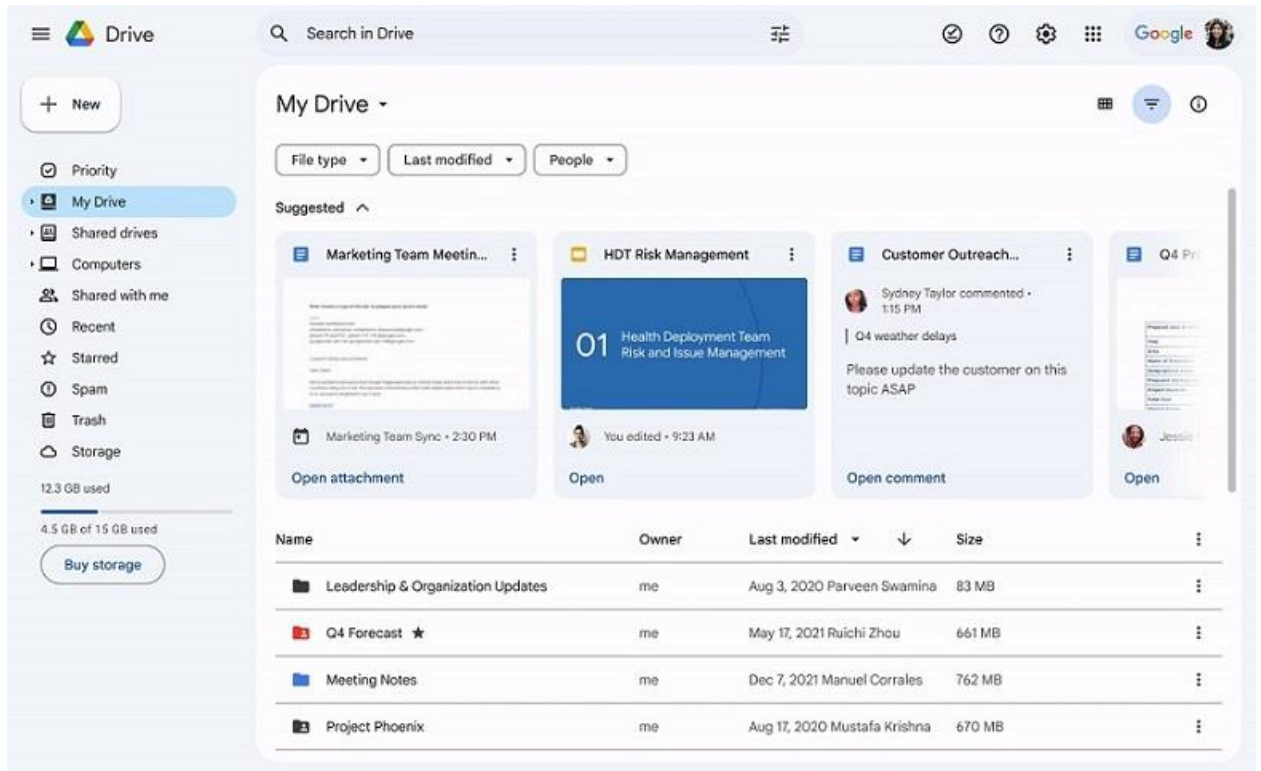 Drive
Search in Drive
Google
New
Priority
My Drive
Shared drives
Computers
Shared with me
Recent
Starred
Spam
Trash
Storage
12.3 GB used
4.5 GB of 15 GB used
Buy storage
My Drive
File type
Last modified
People
Suggested
Marketing Team Meetin...
Marketing Team Sync • 2:30 PM
Open attachment
HDT Risk Management
01
Health Deployment Team
Risk and Issue Management
You edited • 9:23 AM
Open
Customer Outreach...
Sydney Taylor commented •
1:15 PM
Q4 weather delays
Please update the customer on this
topic ASAP
Open comment
Q4
Open
Name Owner Last modified Size
Leadership & Organization Updates me Aug 3, 2020 Parveen Swamina 83 MB
Q4 Forecast me May 17, 2021 Ruichi Zhou 661 MB
Meeting Notes me Dec 7, 2021 Manuel Corrales 762 MB
Project Phoenix me Aug 17, 2020 Mustafa Krishna 670 MB